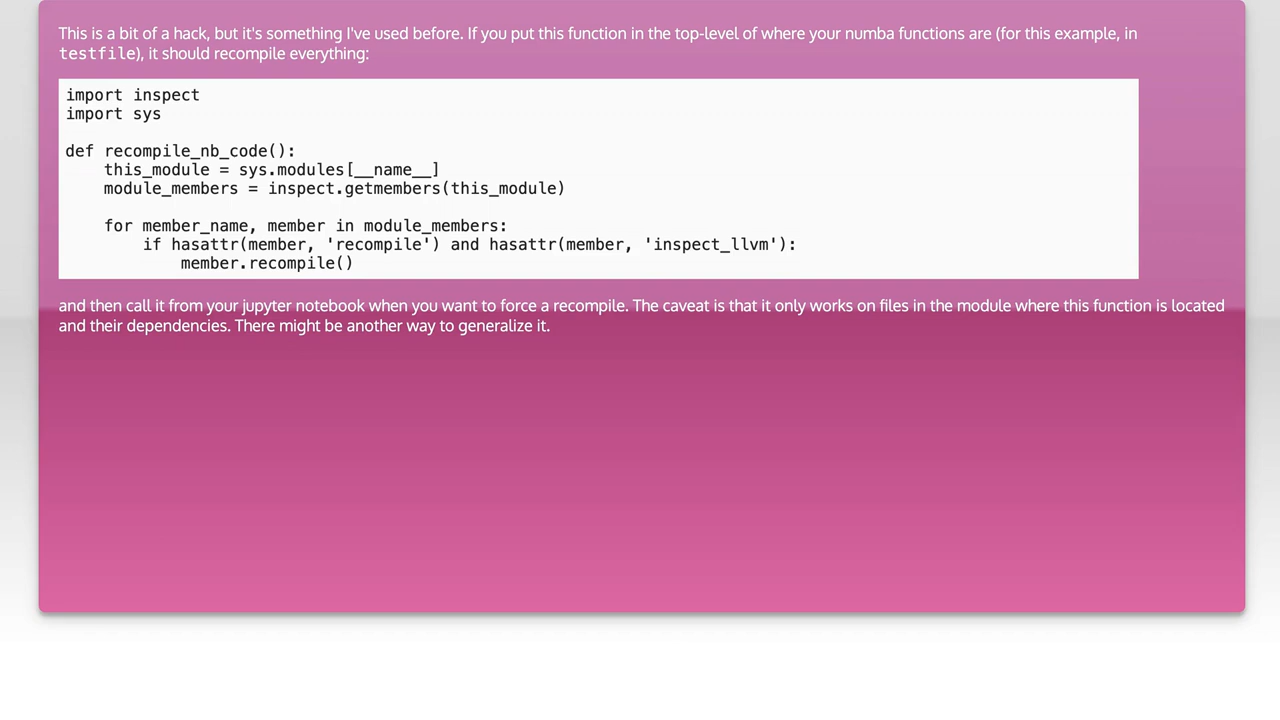 This is a bit of a hack, but it's something I've used before. If you put this function in the top-level of where your numba functions are (for this example, in
testfile), it should recompile everything:
import inspect
import sys
def recompile_nb_code():
    this_module = sys.modules[__name__]
    module_members = inspect.getmembers(this_module)
    for member_name, member in module_members:
        if hasattr(member, 'recompile') and hasattr(member, 'inspect_llvm'):
            member.recompile()
and then call it from your jupyter notebook when you want to force a recompile. The caveat is that it only works on files in the module where this function is located
and their dependencies. There might be another way to generalize it.